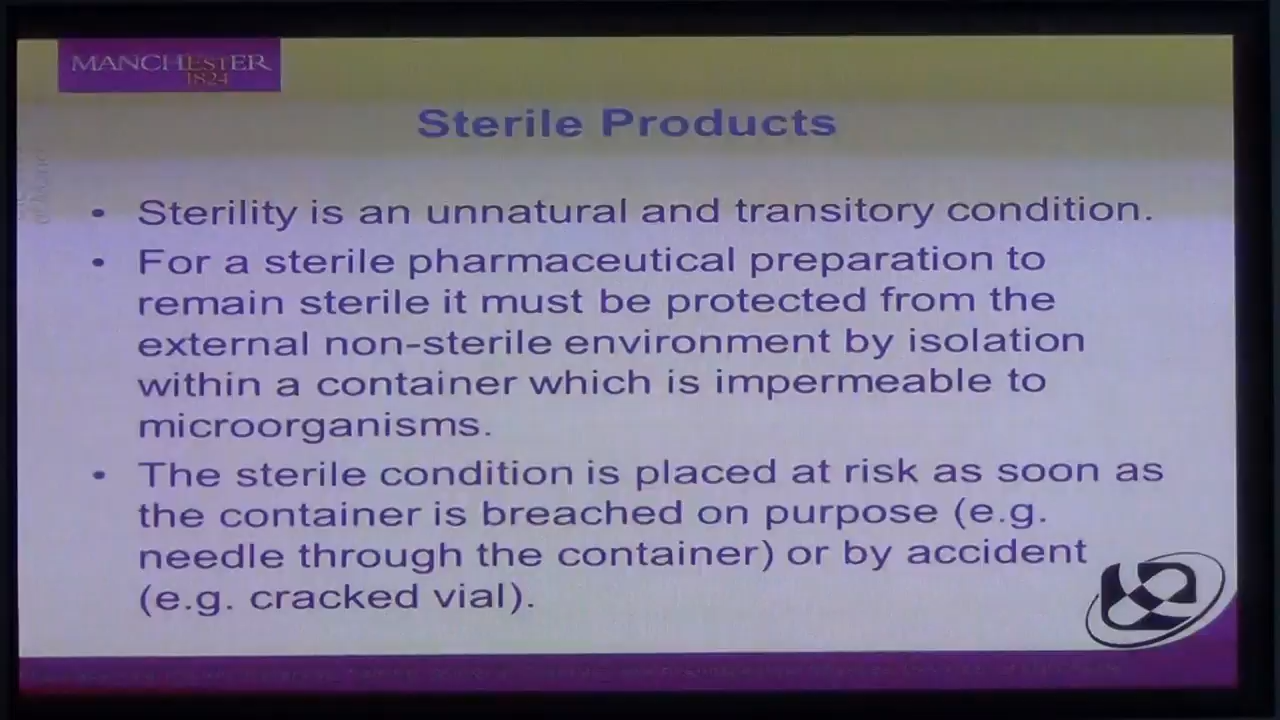 MANCHESTER
1824
Sterile Products
• Sterility is an unnatural and transitory condition.
• For a sterile pharmaceutical preparation to
remain sterile it must be protected from the
external non-sterile environment by isolation
within a container which is impermeable to
microorganisms.
• The sterile condition is placed at risk as soon as
the container is breached on purpose (e.g.
needle through the container) or by accident
(e.g. cracked vial).